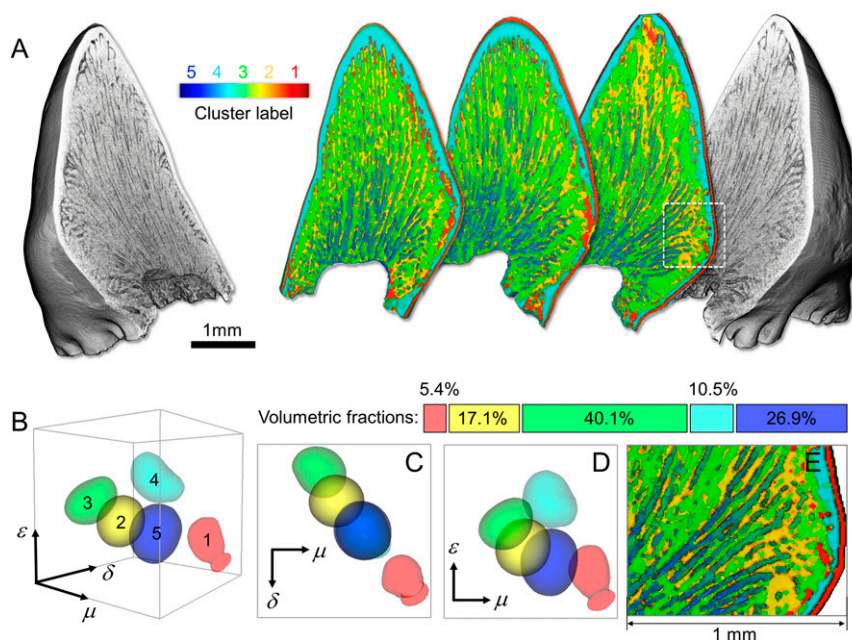 A
5 4 3 2 1
Cluster label
1mm
5.4% 10.5%
Volumetric fractions: 17.1% 40.1% 26.9%
B
4
3
2
5
1
ε
δ
μ
C
μ
δ
D
ε
μ
E
1 mm